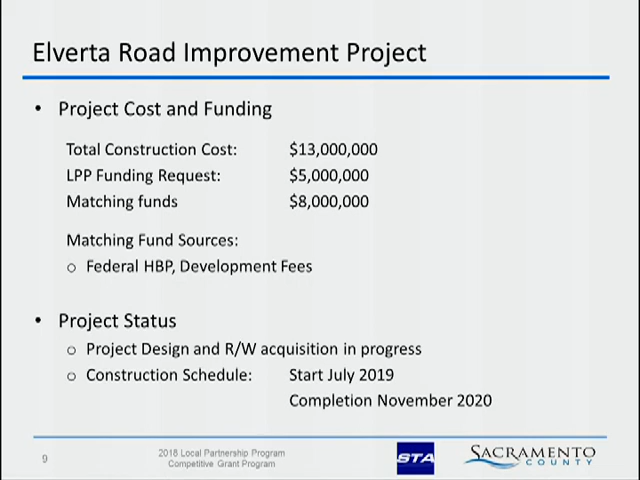 Elverta Road Improvement Project
• Project Cost and Funding
Total Construction Cost: $13,000,000
LPP Funding Request: $5,000,000
Matching funds $8,000,000
Matching Fund Sources:
o Federal HBP, Development Fees
• Project Status
o Project Design and R/W acquisition in progress
o Construction Schedule: Start July 2019
Completion November 2020
9
2018 Local Partnership Program
Competitive Grant Program
STA
SACRAMENTO
COUNTY